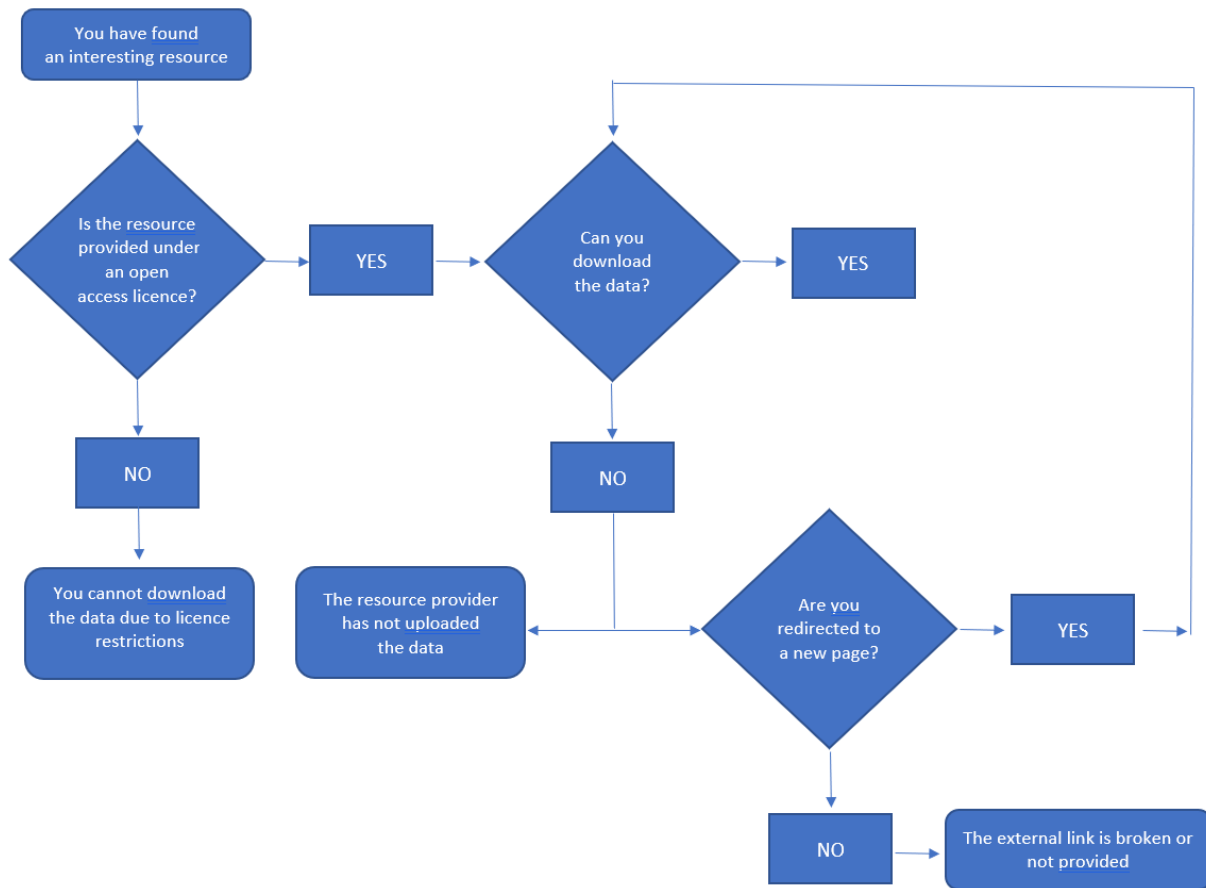 You have found
an interesting resource
Is the resource
provided under
an open
access licence?
YES
Can you
download
the data?
YES
NO
NO
You cannot download
the data due to licence
restrictions
The resource provider
has not uploaded
the data
Are you
redirected to
a new page?
YES
NO
The external link is broken or
not provided